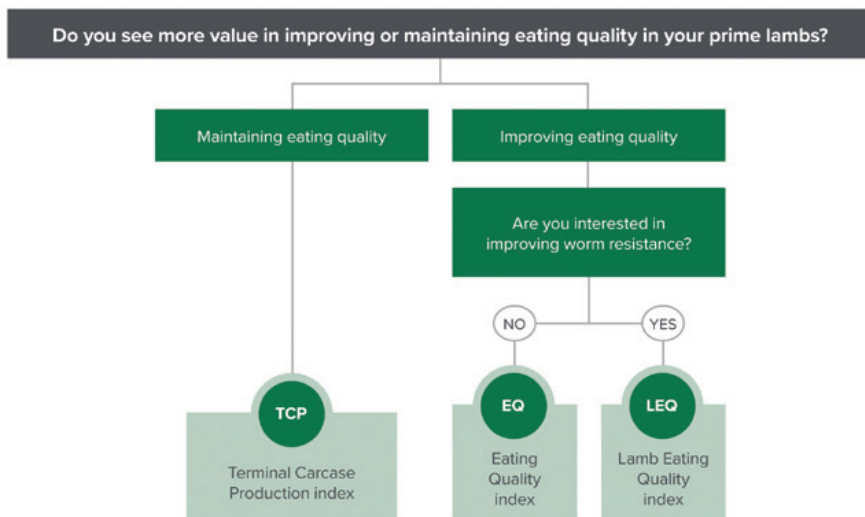 Do you see more value in improving or maintaining eating quality in your prime lambs?
Maintaining eating quality
Improving eating quality
Are you interested in
improving worm resistance?
NO
YES
TCP
EQ
LEQ
Terminal Carcase
Production index
Eating
Quality
index
Lamb Eating
Quality
index